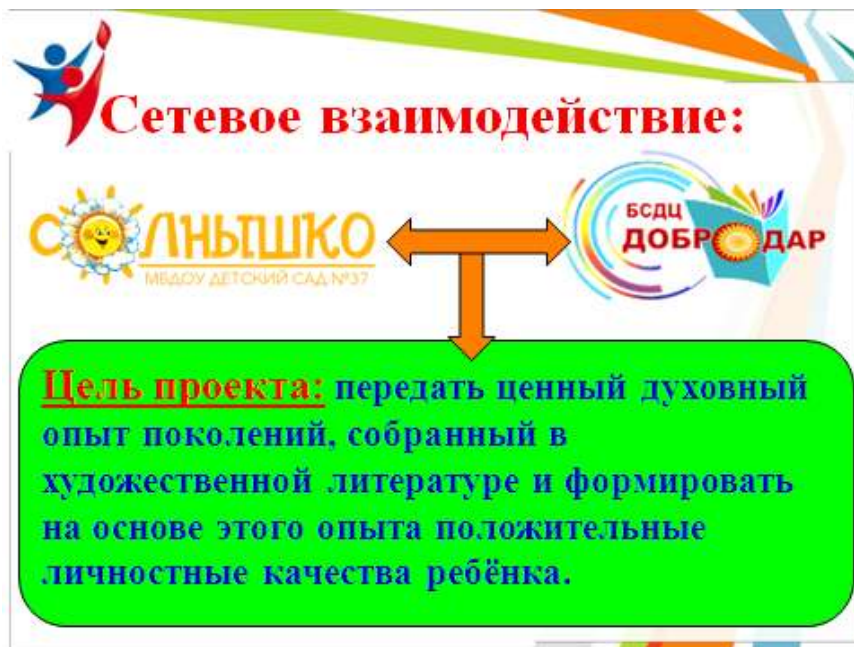 Сетевое взаимодействие:
СОЛНЫШКО
МБДОУ ДЕТСКИЙ САД №37
БСДЦ
ДОБРОДАР
Цель проекта: передать ценный духовный
опыт поколений, собранный в
художественной литературе и формировать
на основе этого опыта положительные
личностные качества ребёнка.